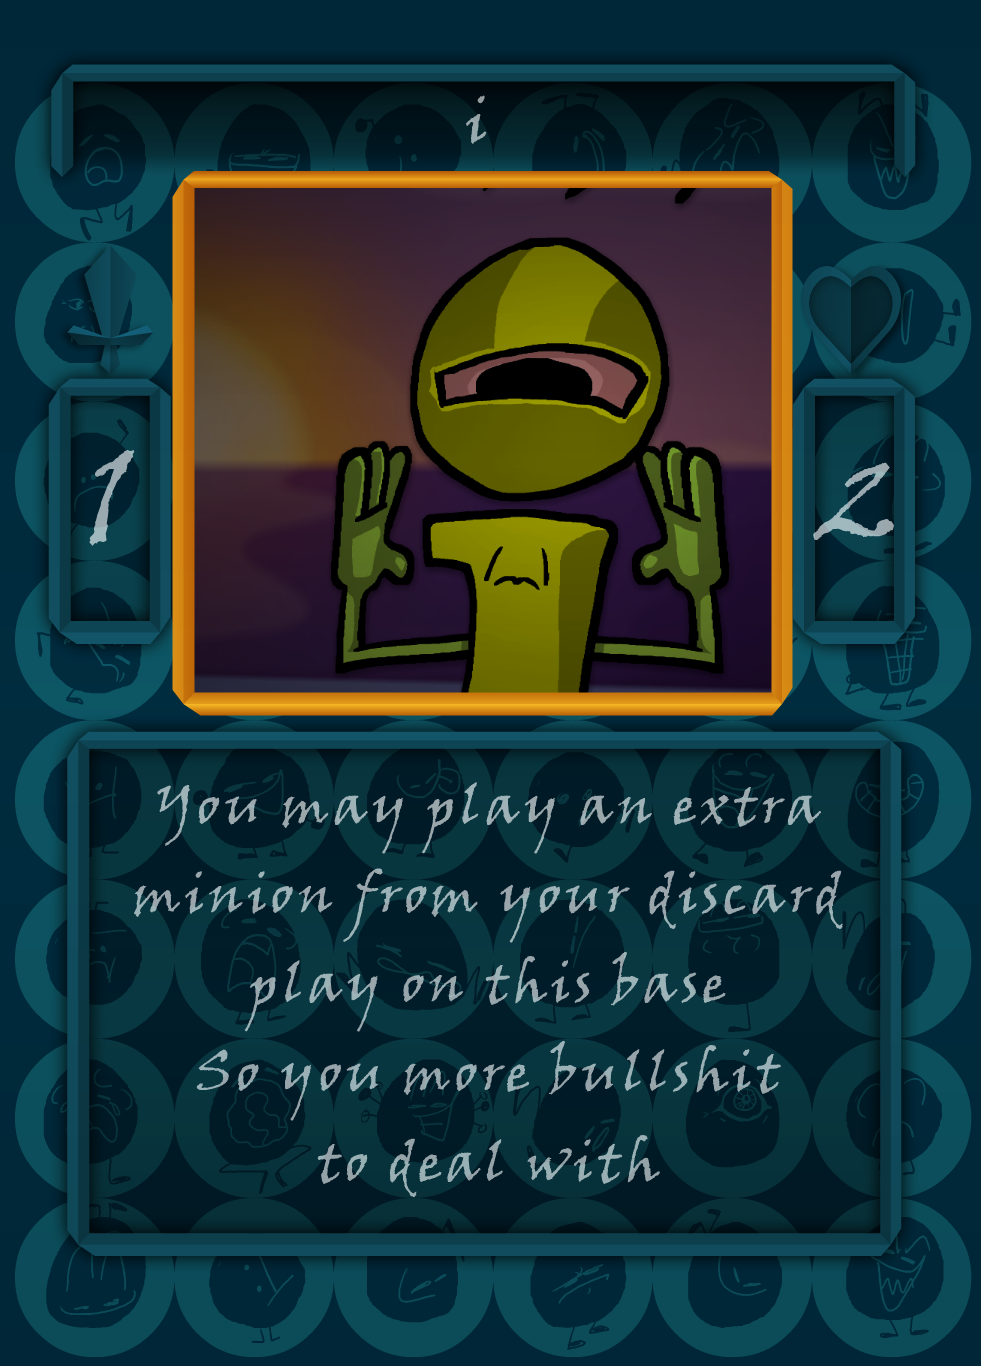 i
1
2
You may play an extra
minion from your discard
play on this base
So you more bullshit
to deal with